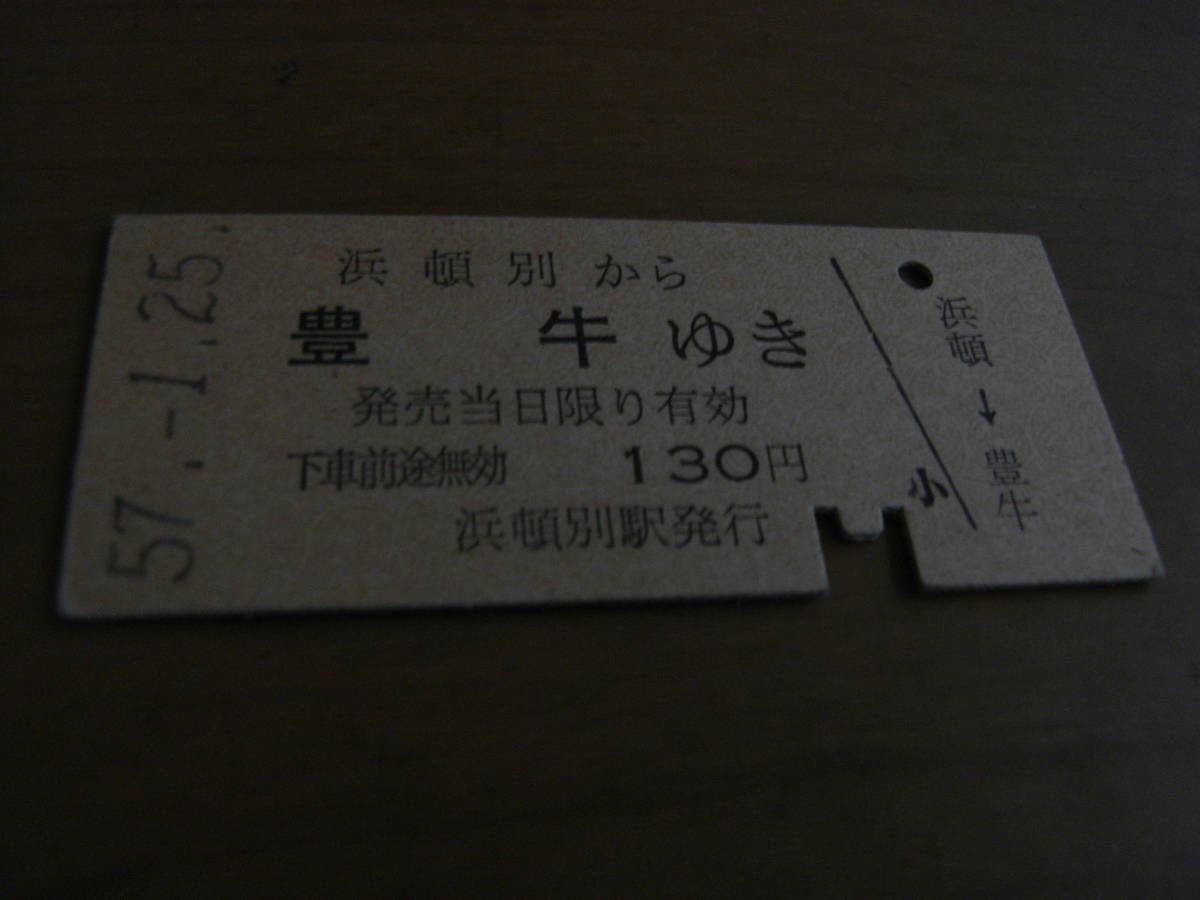 57.-1.25.
浜頓別から
豊牛ゆき
発売当日限り有効
下車前途無効 130円
浜頓別駅発行
小
浜頓→豊牛